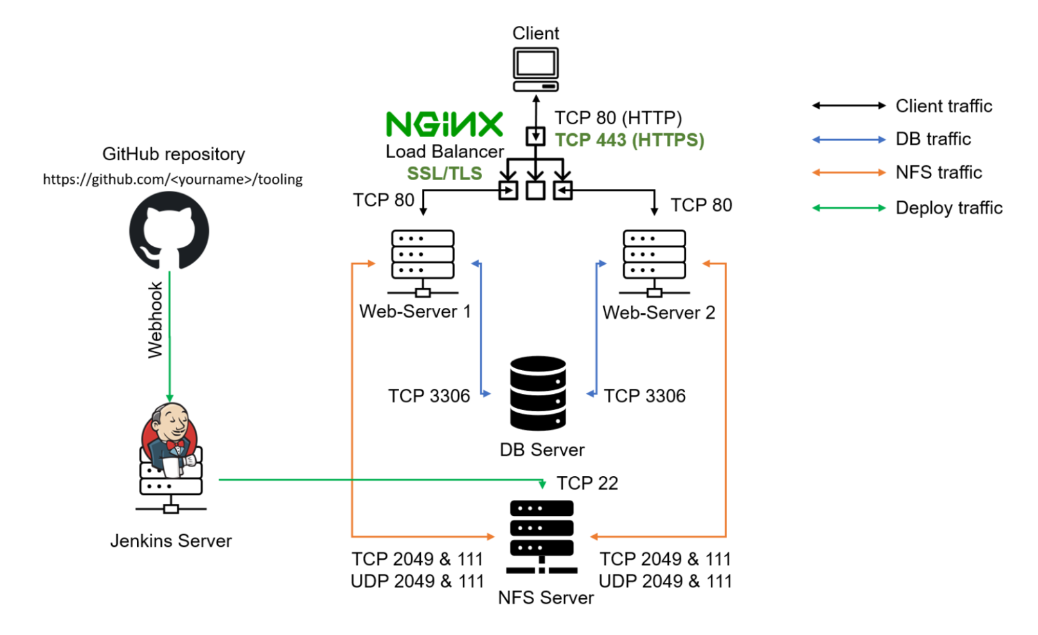 Client
NGINX
Load Balancer
SSL/TLS
TCP 80 (HTTP)
TCP 443 (HTTPS)
Client traffic
DB traffic
NFS traffic
Deploy traffic
GitHub repository
https://github.com/<yourname>/tooling
TCP 80
TCP 80
Webhook
Web-Server 1
Web-Server 2
TCP 3306
TCP 3306
DB Server
TCP 22
Jenkins Server
TCP 2049 & 111
UDP 2049 & 111
TCP 2049 & 111
UDP 2049 & 111
NFS Server